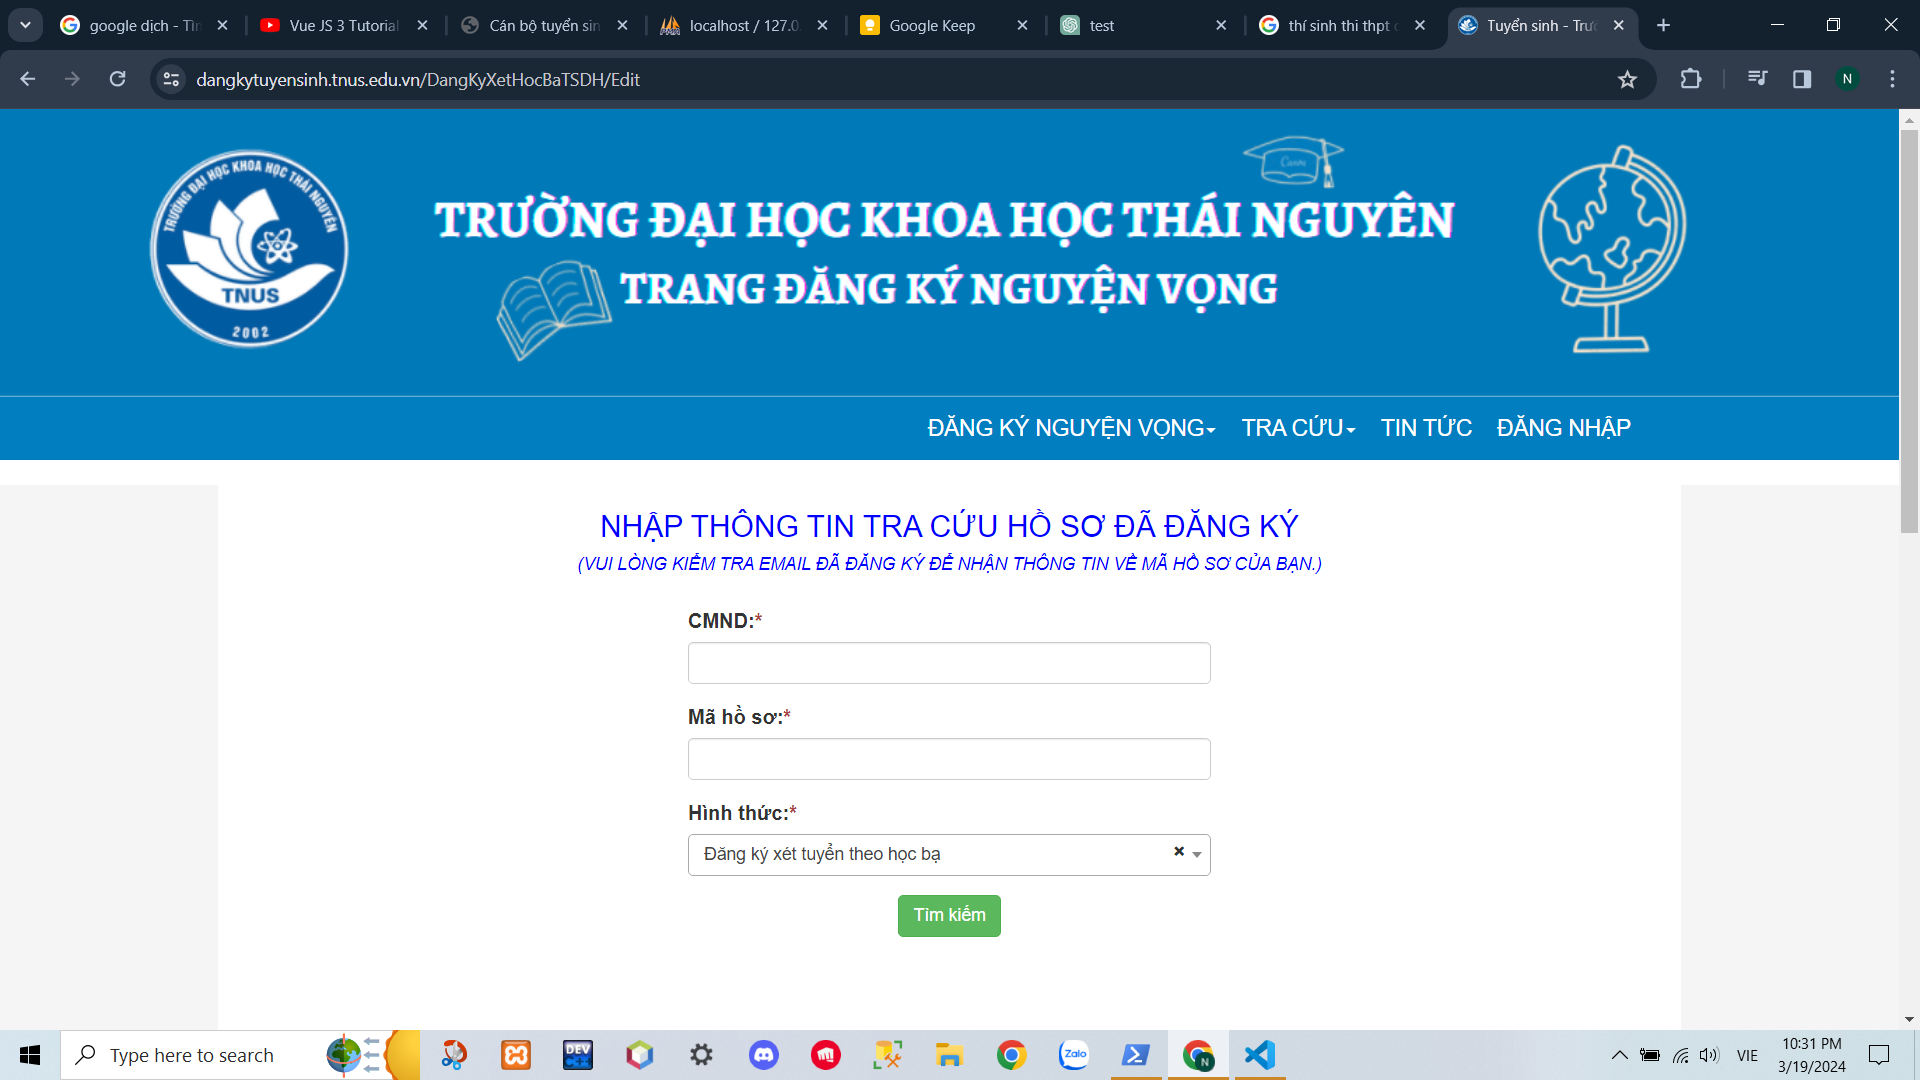 google dịch - Tìn
Vue JS 3 Tutorial
Cán bộ tuyển sin
localhost / 127.0.
Google Keep
test
thí sinh thi thpt
Tuyển sinh - Trư
dangkytuyensinh.tnus.edu.vn/DangKyXetHocBaTSDH/Edit
N
TRƯỜNG ĐẠI HỌC KHOA HỌC THÁI NGUYÊN
TNUS
2002
Canva
TRƯỜNG ĐẠI HỌC KHOA HỌC THÁI NGUYÊN
TRANG ĐĂNG KÝ NGUYỆN VỌNG
ĐĂNG KÝ NGUYỆN VỌNG
TRA CỨU
TIN TỨC
ĐĂNG NHẬP
NHẬP THÔNG TIN TRA CỨU HỒ SƠ ĐÃ ĐĂNG KÝ
(VUI LÒNG KIỂM TRA EMAIL ĐÃ ĐĂNG KÝ ĐỂ NHẬN THÔNG TIN VỀ MÃ HỒ SƠ CỦA BẠN.)
CMND:*
Mã hồ sơ:*
Hình thức:*
Đăng ký xét tuyển theo học bạ
Tìm kiếm
Type here to search
DEV
C++
Zalo
N
VIE
10:31 PM
3/19/2024